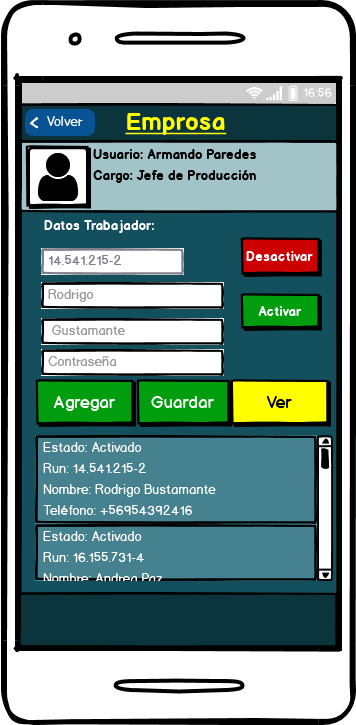 16:56
Volver
Emprosa
Usuario: Armando Paredes
Cargo: Jefe de Producción
Datos Trabajador:
14.541.215-2
Desactivar
Rodrigo
Activar
Gustamante
Contraseña
Agregar
Guardar
Ver
Estado: Activado
Run: 14.541.215-2
Nombre: Rodrigo Bustamante
Teléfono: +56954392416
Estado: Activado
Run: 16.155.731-4
Nombre: Andrea Paz